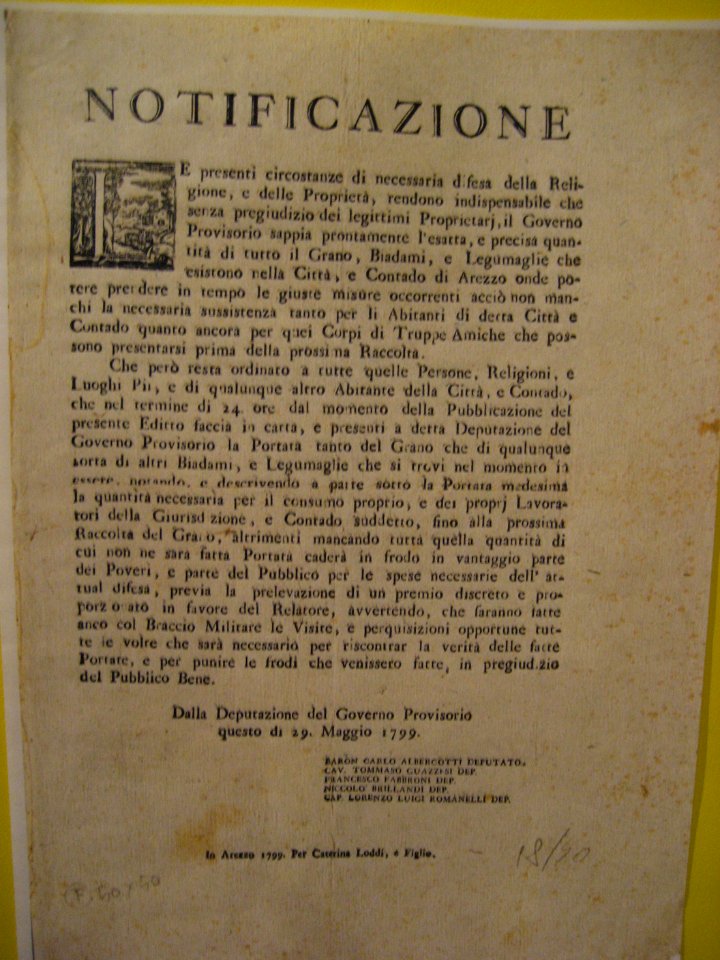 NOTIFICAZIONE
LE presenti circostanze di necessaria difesa della Reli-
gione, e delle Proprietà, rendono indispensabile che
senza pregiudizio dei legittimi Proprietarj, il Governo
Provisorio sappia prontamente l'esatta, e precisa quan-
tità di tutto il Grano, Biadami, e Legumaglie che
esistono nella Città, e Contado di Arezzo onde po-
tere prendere in tempo le giuste misure occorrenti acciò non man-
chi la necessaria sussistenza tanto per li Abitanti di detta Città e
Contado quanto ancora per quei Corpi di Truppe Amiche che pos-
sono presentarsi prima della prossima Raccolta.
Che però resta ordinato a tutte quelle Persone, Religioni, e
Luoghi Pii, e di qualunque altro Abitante della Città, e Contado,
che nel termine di 24. ore dal momento della Pubblicazione del
presente Editto faccia in carta, e presenti a detta Deputazione del
Governo Provisorio la Portata tanto del Grano che di qualunque
sorta di altri Biadami, e Legumaglie che si trovi nel momento in
essere, notando, e descrivendo a parte sotto la Portata medesima
la quantità necessaria per il consumo proprio, e dei proprj Lavora-
tori della Giurisdizione, e Contado suddetto, fino alla prossima
Raccolta del Grano, altrimenti mancando tutta quella quantità di
cui non ne sara fatta Portata caderà in frodo in vantaggio parte
dei Poveri, e parte del Pubblico per le spese necessarie dell' at-
tual difesa, previa la prelevazione di un premio discreto e pro-
porzionato in favore del Relatore, avvertendo, che saranno fatte
anco col Braccio Militare le Visite, e perquisizioni opportune tut-
te le volte che sarà necessario per riscontrar la verità delle fatte
Portate, e per punire le frodi che venissero fatte, in pregiudizio
del Pubblico Bene.
Dalla Deputazione del Governo Provisorio
questo di 29. Maggio 1799.
BARON CARLO ALBERGOTTI DEPUTATO.
CAV. TOMMASO GUAZZESI DEP.
FRANCESCO FABBRONI DEP.
NICCOLO' BRILLANDI DEP.
CAP. LORENZO LUIGI ROMANELLI DEP.
In Arezzo 1799. Per Caterina Loddi, e Figlio.
18/90